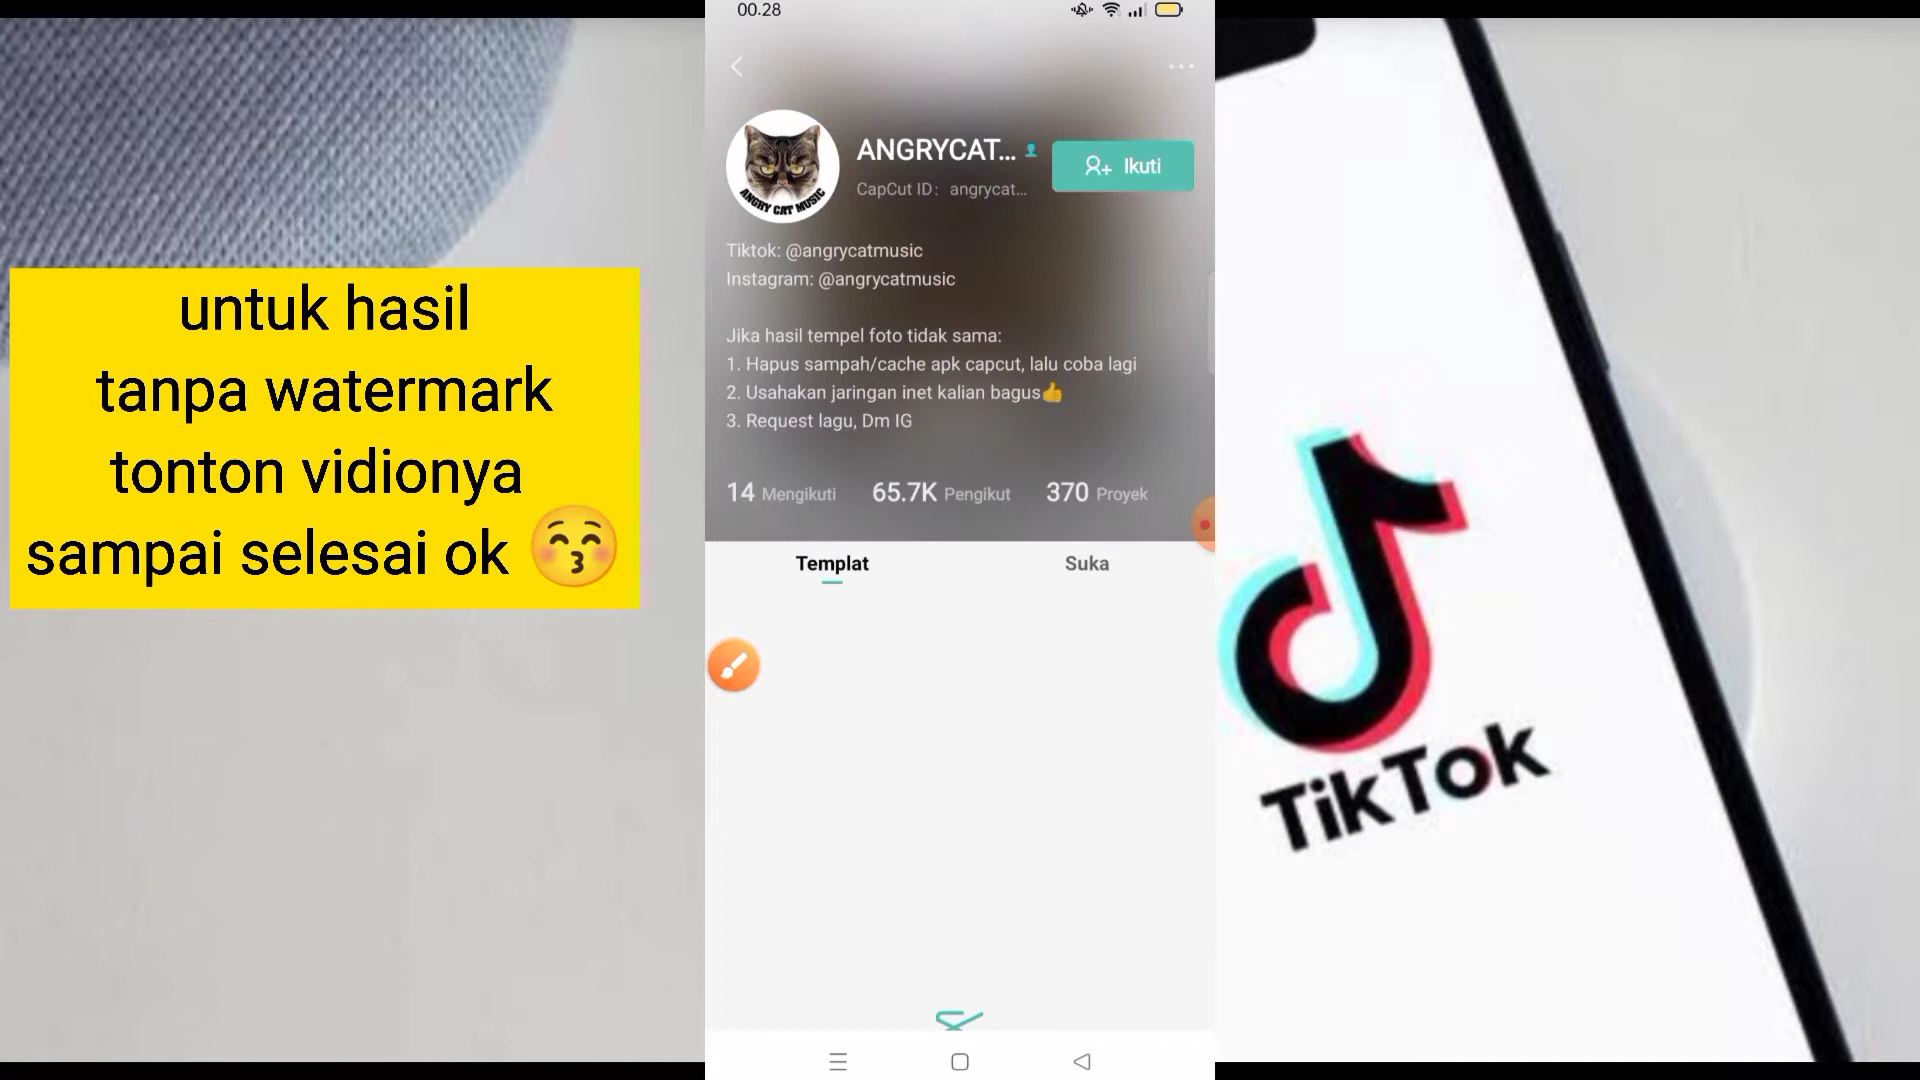 untuk hasil
tanpa watermark
tonton vidionya
sampai selesai ok 😚
00.28
ANGRYCAT...
CapCut ID: angrycat...
Ikuti
ANGRY CAT MUSIC
Tiktok: @angrycatmusic
Instagram: @angrycatmusic
Jika hasil tempel foto tidak sama:
1. Hapus sampah/cache apk capcut, lalu coba lagi
2. Usahakan jaringan inet kalian bagus👍
3. Request lagu, Dm IG
14 Mengikuti 65.7K Pengikut 370 Proyek
Templat Suka
TikTok